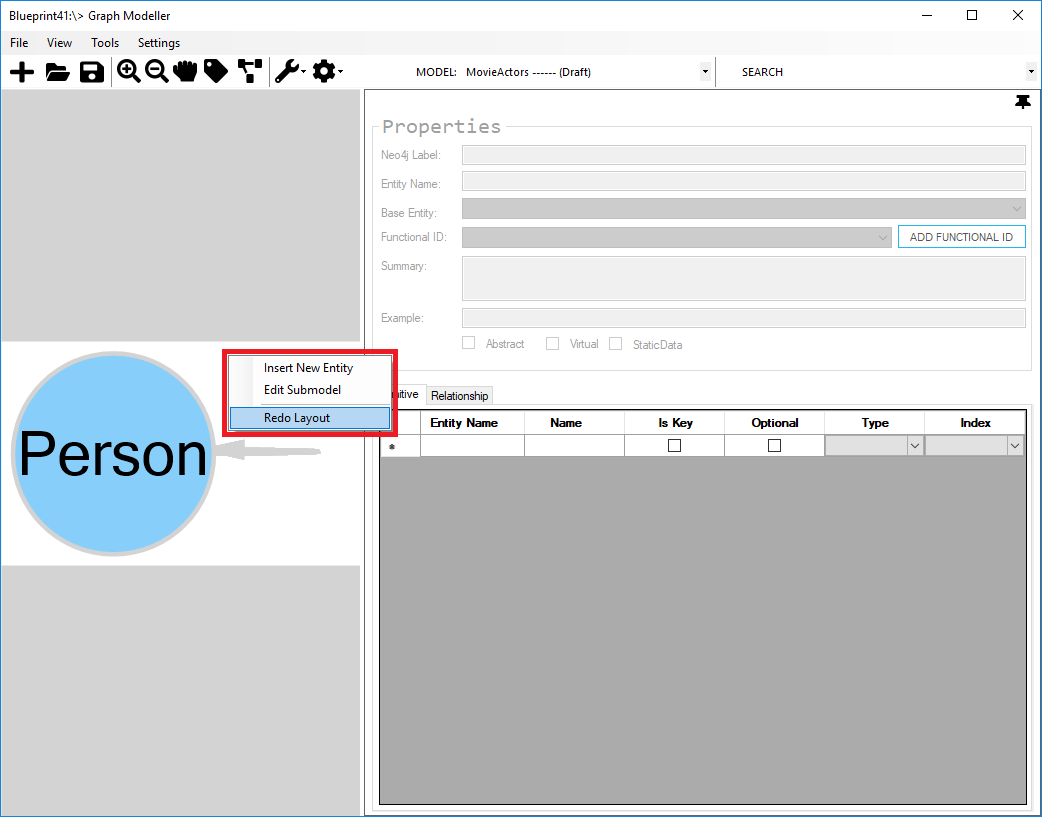 Blueprint41:\> Graph Modeller
File View Tools Settings
MODEL: MovieActors ------ (Draft) SEARCH
Properties
Neo4j Label:
Entity Name:
Base Entity:
Functional ID: ADD FUNCTIONAL ID
Summary:
Example:
Abstract Virtual StaticData
Person
Insert New Entity
Edit Submodel
Redo Layout
mitive Relationship
Entity Name Name Is Key Optional Type Index
*